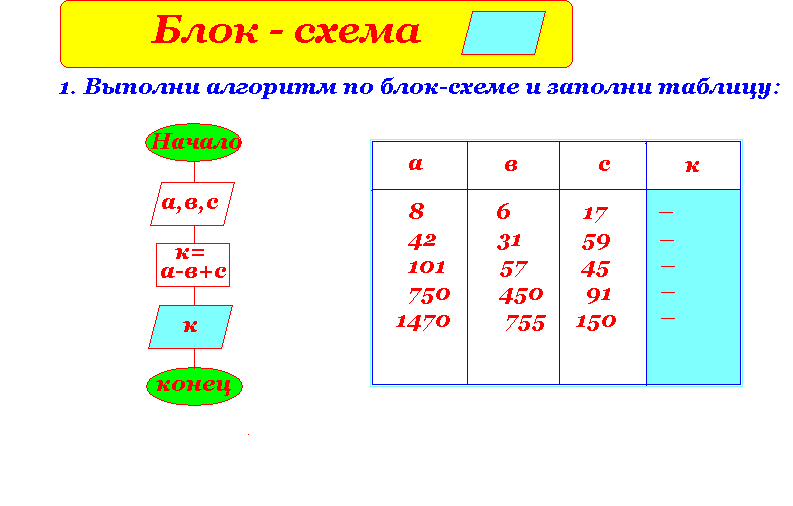 Блок - схема
1. Выполни алгоритм по блок-схеме и заполни таблицу:
Начало
а,в,с
к=
а-в+с
к
конец
а в с к
8 6 17 –
42 31 59 –
101 57 45 –
750 450 91 –
1470 755 150 –